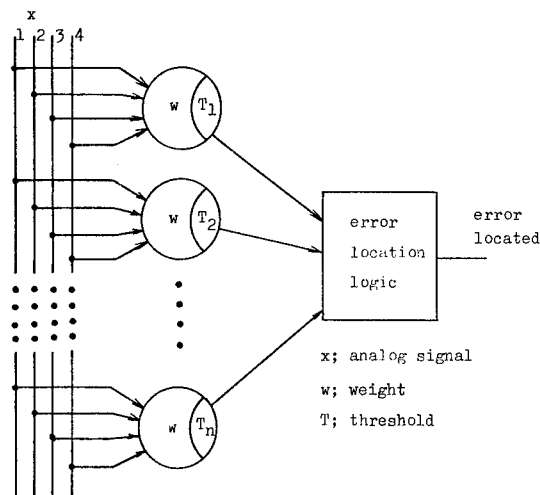 x
1 2 3 4
w T1
w T2
error
location
logic
error
located
w Tn
x; analog signal
w; weight
T; threshold